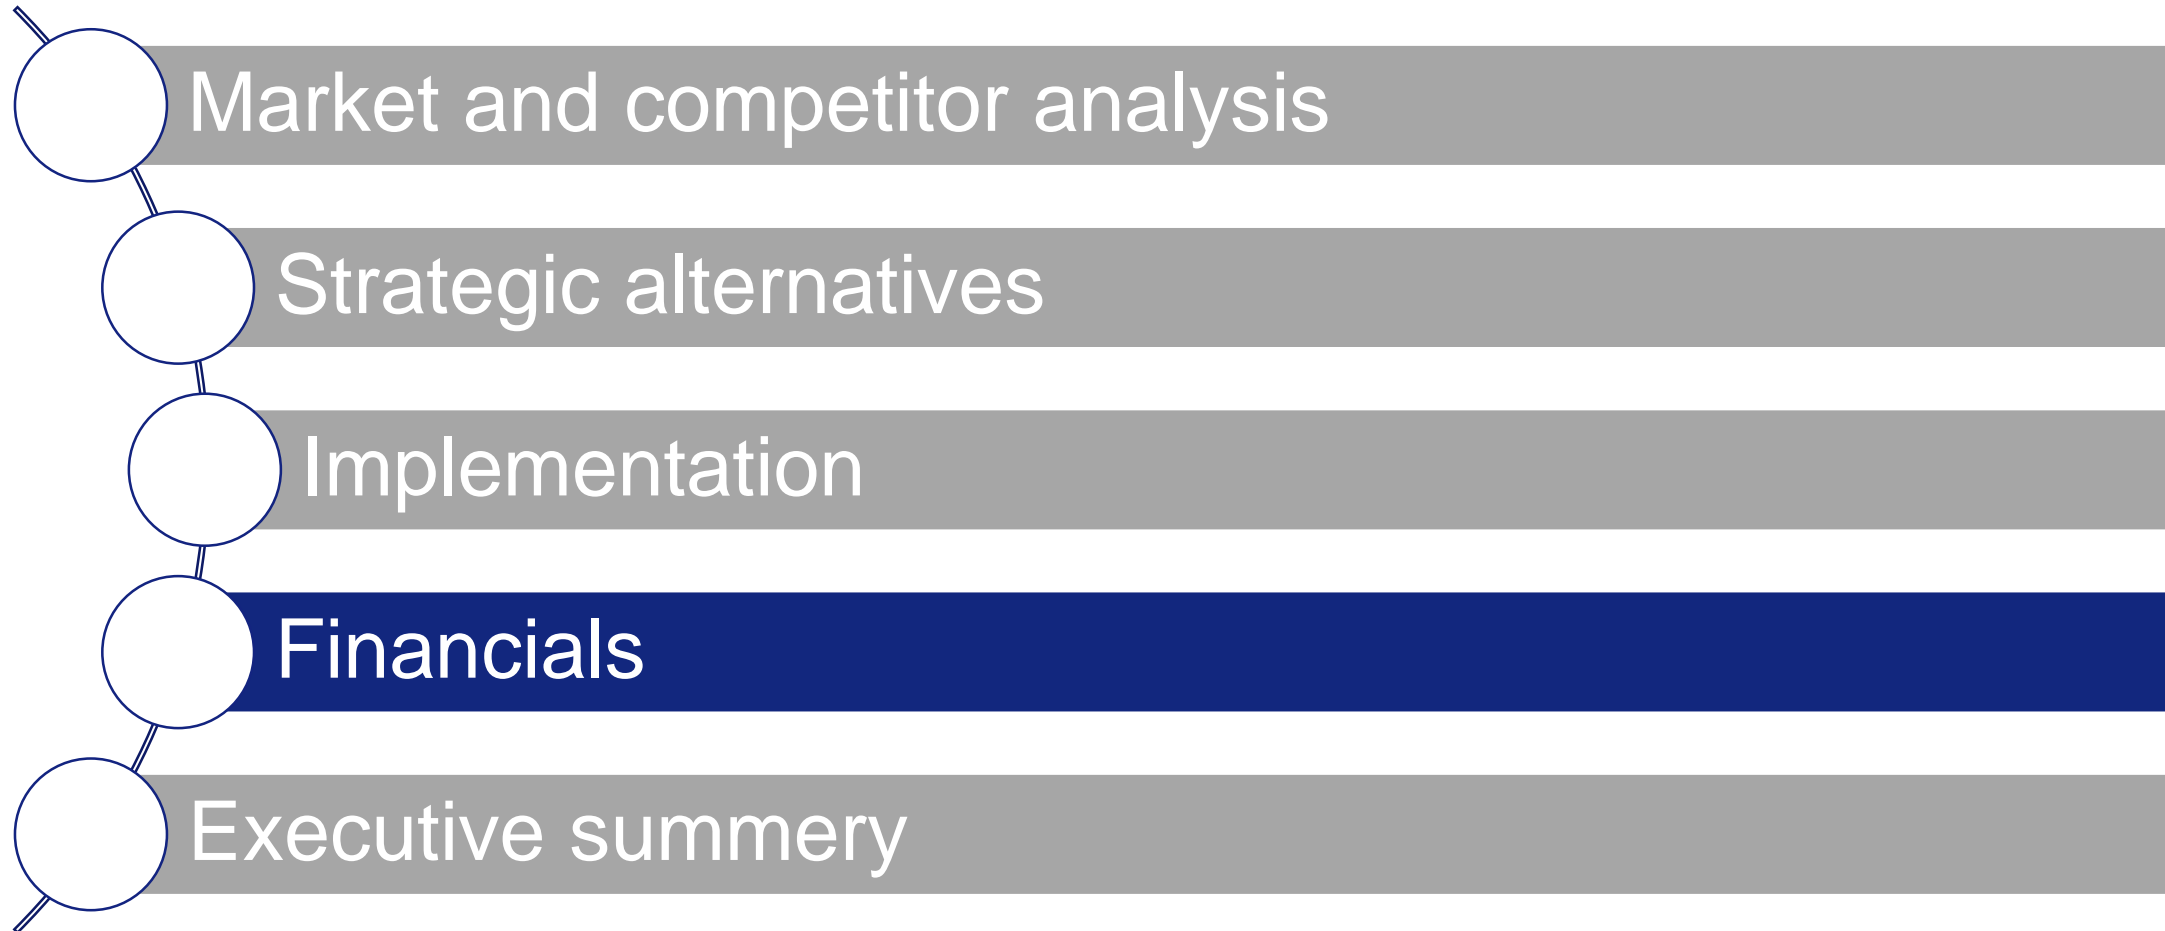 Market and competitor analysis
Strategic alternatives
Implementation
Financials
Executive summery